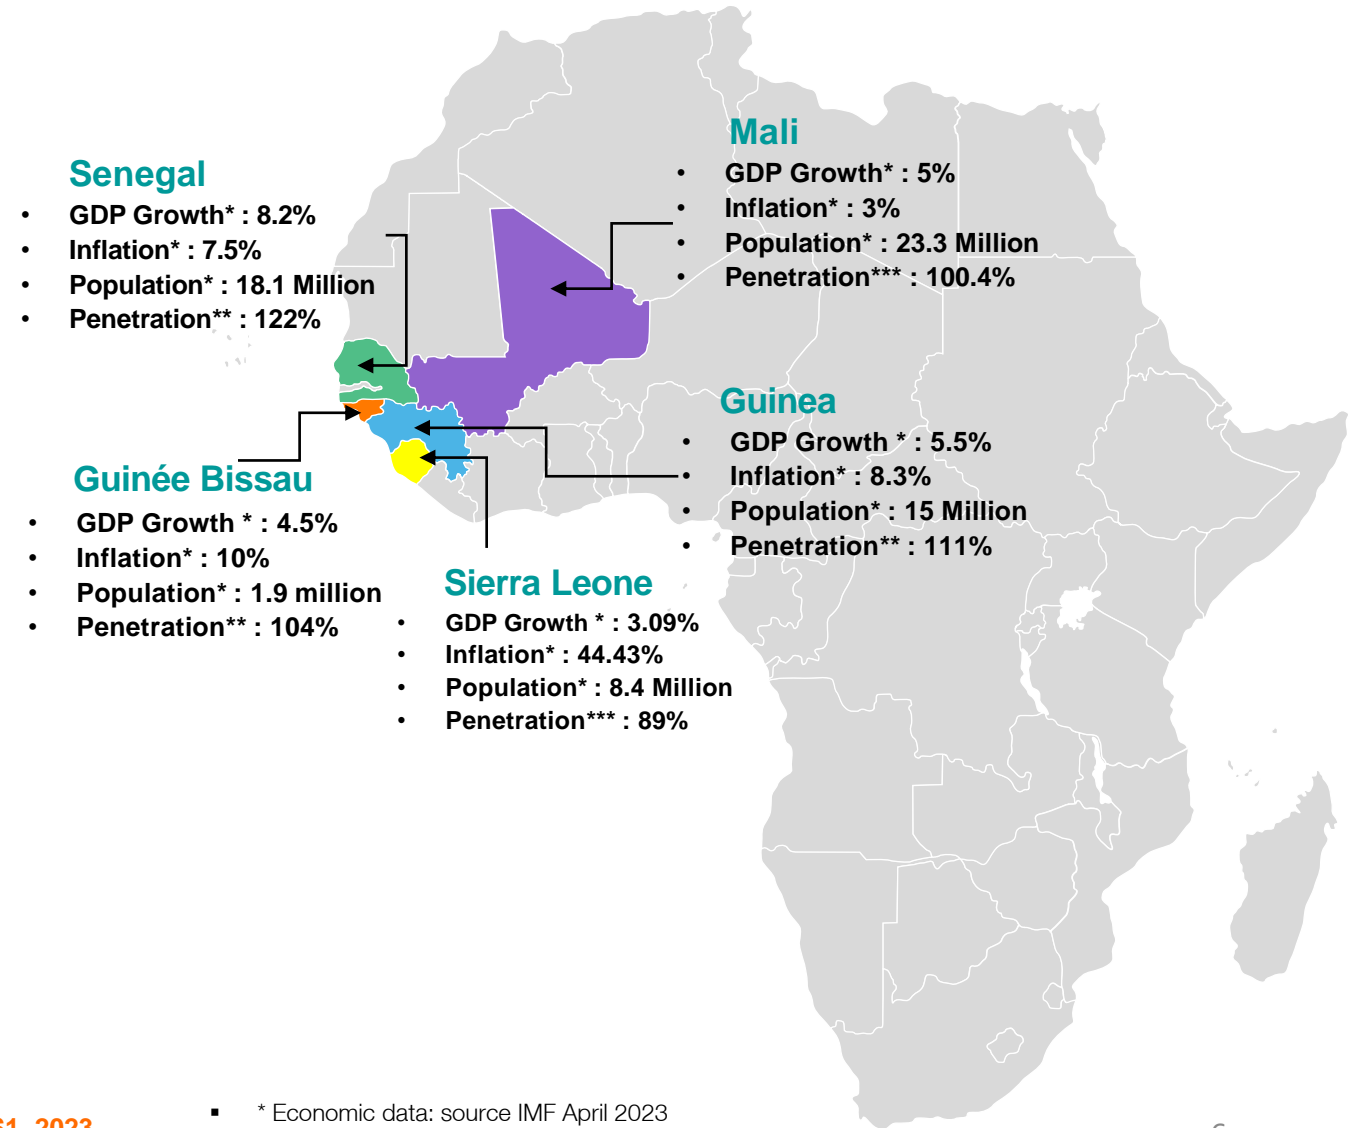 Mali
• GDP Growth* : 5%
• Inflation* : 3%
• Population* : 23.3 Million
• Penetration*** : 100.4%
Senegal
• GDP Growth* : 8.2%
• Inflation* : 7.5%
• Population* : 18.1 Million
• Penetration** : 122%
Guinea
• GDP Growth * : 5.5%
• Inflation* : 8.3%
• Population* : 15 Million
• Penetration** : 111%
Guinée Bissau
• GDP Growth * : 4.5%
• Inflation* : 10%
• Population* : 1.9 million
• Penetration** : 104%
Sierra Leone
• GDP Growth * : 3.09%
• Inflation* : 44.43%
• Population* : 8.4 Million
• Penetration*** : 89%
▪ * Economic data: source IMF April 2023
2023